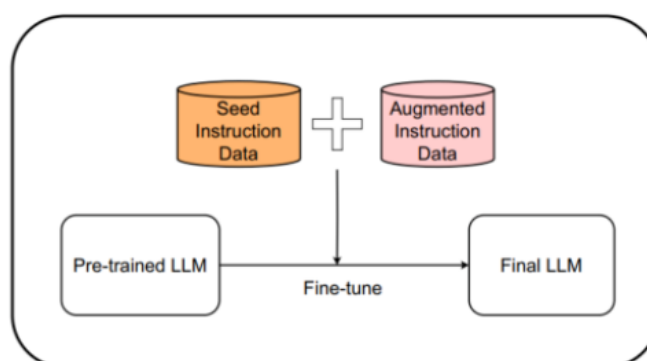 Seed
Instruction
Data
Augmented
Instruction
Data
Pre-trained LLM
Fine-tune
Final LLM